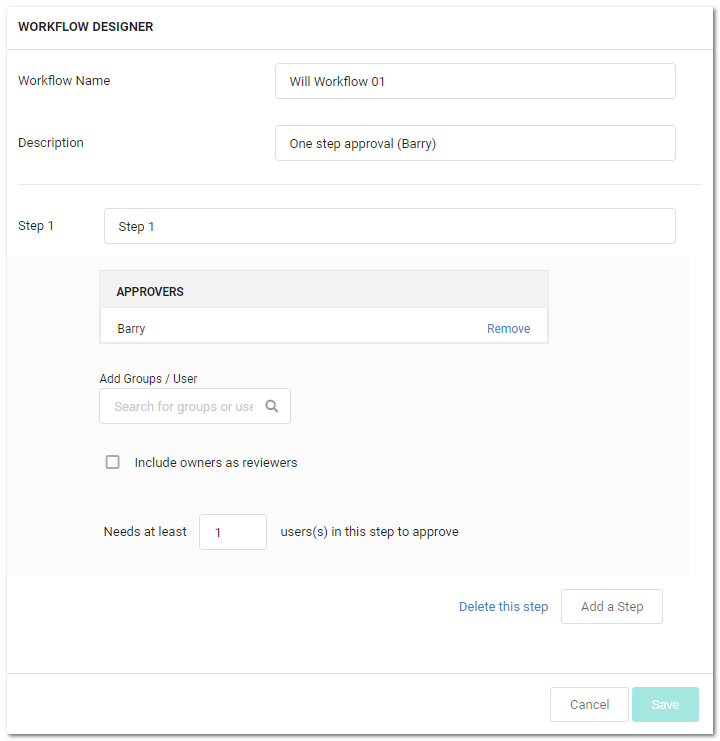 WORKFLOW DESIGNER
Workflow Name
Will Workflow 01
Description
One step approval (Barry)
Step 1
Step 1
APPROVERS
Barry Remove
Add Groups / User
Search for groups or use
Include owners as reviewers
Needs at least 1 users(s) in this step to approve
Delete this step Add a Step
Cancel Save